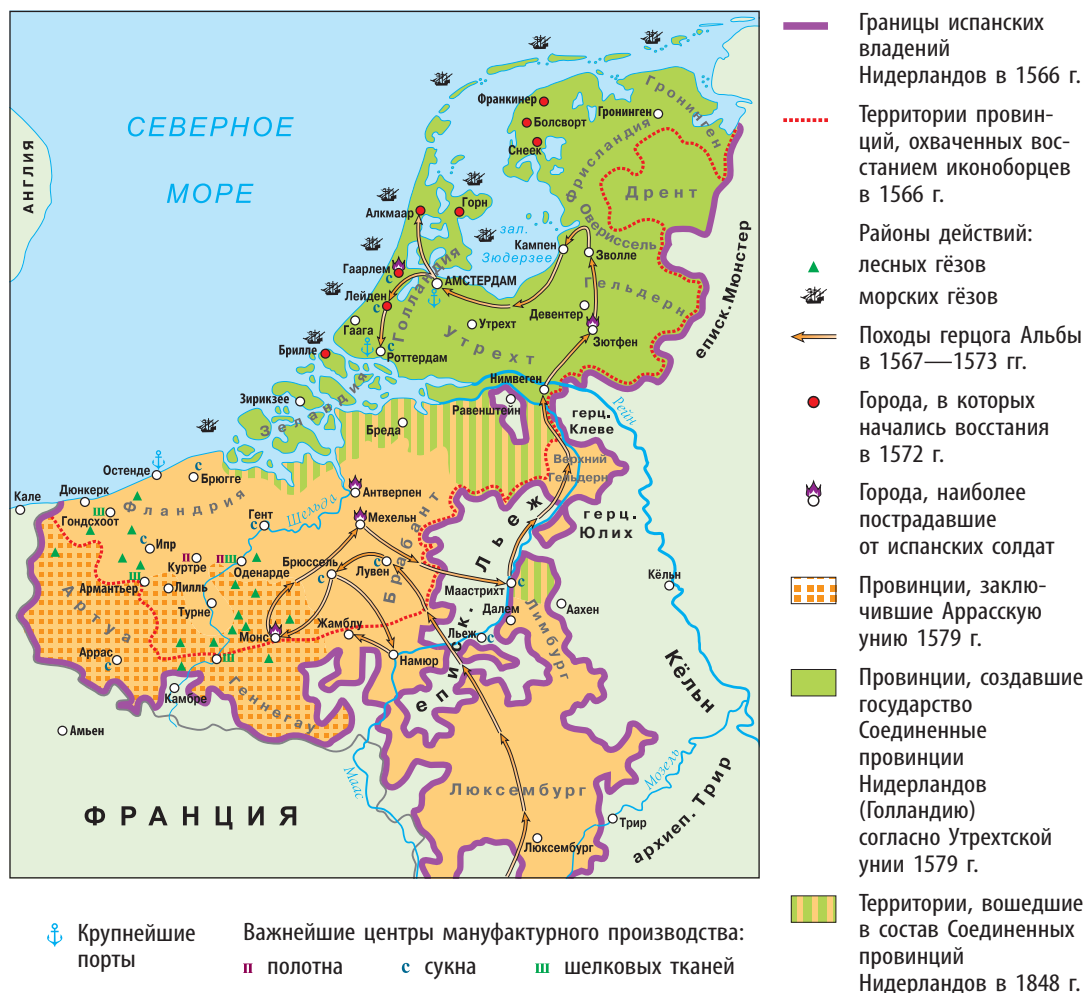 СЕВЕРНОЕ
МОРЕ
АНГЛИЯ
Франкинер
Болсворт
Снеек
Гронинген
Гронинген
Фрисландия
Дрент
Овериссель
Алкмаар
Горн
зал.
Зюдерзее
Кампен
Зволле
Гаарлем
с
АМСТЕРДАМ
Голландия
Гельдерн
Лейден
с
Девентер
Гаага
Утрехт
Утрехт
Зютфен
с
Роттердам
Брилле
Нимвеген
еписк. Мюнстер
Зирикзее
Зеландия
Равенштейн
герц.
Клеве
Рейн
Бреда
Верхний
Гельдерн
Остенде
с
Брюгге
Антверпен
Кале
Дюнкерк
Фландрия
ш
Гондсхоот
Гент
с
Шельда
Мехельн
Брабант
герц.
Юлих
с
Ипр
п
Куртре
пш
Оденарде
Брюссель
с
Лувен
с
еписк. Льеж
Маастрихт
с
Кёльн
ш
Армантьер
Лилль
Турне
Далем
Аахен
Артуа
Жамблу
Монс
Льеж
с
Лимбург
Аррас
с
ш
Намюр
Геннегау
Камбре
Кёльн
Амьен
Маас
Мозель
Люксембург
ФРАНЦИЯ
Трир
архиеп. Трир
Люксембург
Границы испанских
владений
Нидерландов в 1566 г.
Территории провин-
ций, охваченных вос-
станием иконоборцев
в 1566 г.
Районы действий:
лесных гёзов
морских гёзов
Походы герцога Альбы
в 1567—1573 гг.
Города, в которых
начались восстания
в 1572 г.
Города, наиболее
пострадавшие
от испанских солдат
Провинции, заклю-
чившие Аррасскую
унию 1579 г.
Провинции, создавшие
государство
Соединенные
провинции
Нидерландов
(Голландию)
согласно Утрехтской
унии 1579 г.
Территории, вошедшие
в состав Соединенных
провинций
Нидерландов в 1848 г.
Крупнейшие
порты
Важнейшие центры мануфактурного производства:
п полотна
с сукна
ш шелковых тканей